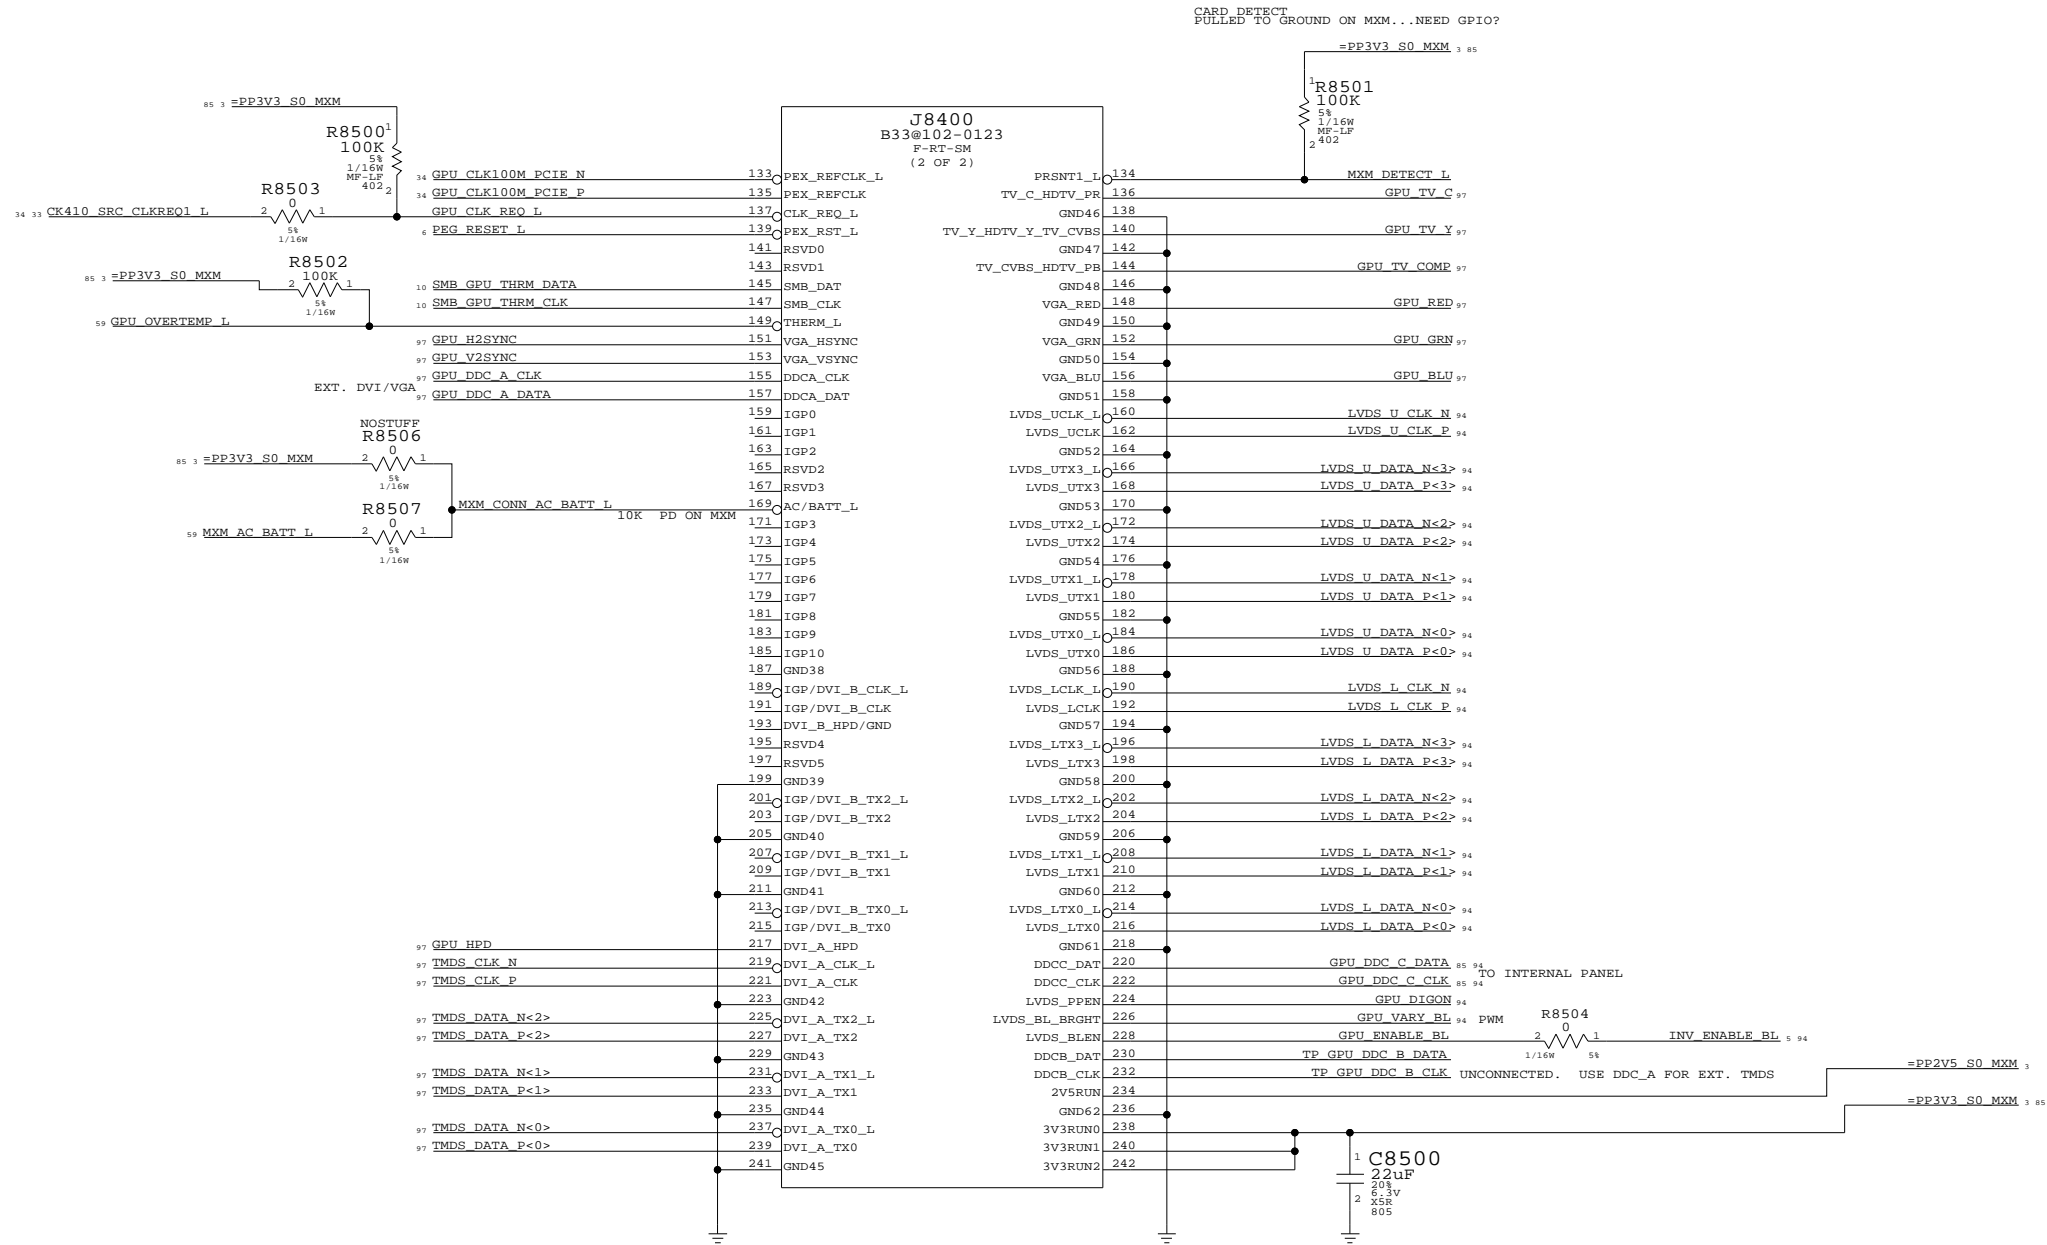 CARD DETECT
PULLED TO GROUND ON MXM...NEED GPIO?
=PP3V3_S0_MXM 3 85
1
R8501
100K
5%
1/16W
MF-LF
402
2
85 3 =PP3V3_S0_MXM
R8500
1
100K
5%
1/16W
MF-LF
402
2
J8400
B33@102-0123
F-RT-SM
(2 OF 2)
34 GPU_CLK100M_PCIE_N 133 PEX_REFCLK_L PRSNT1_L 134 MXM_DETECT_L
34 GPU_CLK100M_PCIE_P 135 PEX_REFCLK TV_C_HDTV_PR 136 GPU_TV_C 97
R8503
0
34 33 CK410_SRC_CLKREQ1_L 2 1 GPU_CLK_REQ_L 137 CLK_REQ_L GND46 138
5%
1/16W
6 PEG_RESET_L 139 PEX_RST_L TV_Y_HDTV_Y_TV_CVBS 140 GPU_TV_Y 97
141 RSVD0 GND47 142
R8502
100K
143 RSVD1 TV_CVBS_HDTV_PB 144 GPU_TV_COMP 97
85 3 =PP3V3_S0_MXM 2 1
5%
1/16W
10 SMB_GPU_THRM_DATA 145 SMB_DAT GND48 146
10 SMB_GPU_THRM_CLK 147 SMB_CLK VGA_RED 148 GPU_RED 97
59 GPU_OVERTEMP_L 149 THERM_L GND49 150
97 GPU_H2SYNC 151 VGA_HSYNC VGA_GRN 152 GPU_GRN 97
97 GPU_V2SYNC 153 VGA_VSYNC GND50 154
97 GPU_DDC_A_CLK 155 DDCA_CLK VGA_BLU 156 GPU_BLU 97
EXT. DVI/VGA
97 GPU_DDC_A_DATA 157 DDCA_DAT GND51 158
159 IGP0 LVDS_UCLK_L 160 LVDS_U_CLK_N 94
161 IGP1 LVDS_UCLK 162 LVDS_U_CLK_P 94
NOSTUFF
R8506
0
163 IGP2 GND52 164
85 3 =PP3V3_S0_MXM 2 1
5%
1/16W
165 RSVD2 LVDS_UTX3_L 166 LVDS_U_DATA_N<3> 94
167 RSVD3 LVDS_UTX3 168 LVDS_U_DATA_P<3> 94
MXM_CONN_AC_BATT_L 169 AC/BATT_L GND53 170
10K PD ON MXM
R8507
0
171 IGP3 LVDS_UTX2_L 172 LVDS_U_DATA_N<2> 94
59 MXM_AC_BATT_L 2 1
5%
1/16W
173 IGP4 LVDS_UTX2 174 LVDS_U_DATA_P<2> 94
175 IGP5 GND54 176
177 IGP6 LVDS_UTX1_L 178 LVDS_U_DATA_N<1> 94
179 IGP7 LVDS_UTX1 180 LVDS_U_DATA_P<1> 94
181 IGP8 GND55 182
183 IGP9 LVDS_UTX0_L 184 LVDS_U_DATA_N<0> 94
185 IGP10 LVDS_UTX0 186 LVDS_U_DATA_P<0> 94
187 GND38 GND56 188
189 IGP/DVI_B_CLK_L LVDS_LCLK_L 190 LVDS_L_CLK_N 94
191 IGP/DVI_B_CLK LVDS_LCLK 192 LVDS_L_CLK_P 94
193 DVI_B_HPD/GND GND57 194
195 RSVD4 LVDS_LTX3_L 196 LVDS_L_DATA_N<3> 94
197 RSVD5 LVDS_LTX3 198 LVDS_L_DATA_P<3> 94
199 GND39 GND58 200
201 IGP/DVI_B_TX2_L LVDS_LTX2_L 202 LVDS_L_DATA_N<2> 94
203 IGP/DVI_B_TX2 LVDS_LTX2 204 LVDS_L_DATA_P<2> 94
205 GND40 GND59 206
207 IGP/DVI_B_TX1_L LVDS_LTX1_L 208 LVDS_L_DATA_N<1> 94
209 IGP/DVI_B_TX1 LVDS_LTX1 210 LVDS_L_DATA_P<1> 94
211 GND41 GND60 212
213 IGP/DVI_B_TX0_L LVDS_LTX0_L 214 LVDS_L_DATA_N<0> 94
215 IGP/DVI_B_TX0 LVDS_LTX0 216 LVDS_L_DATA_P<0> 94
97 GPU_HPD 217 DVI_A_HPD GND61 218
97 TMDS_CLK_N 219 DVI_A_CLK_L DDCC_DAT 220 GPU_DDC_C_DATA 85 94
TO INTERNAL PANEL
97 TMDS_CLK_P 221 DVI_A_CLK DDCC_CLK 222 GPU_DDC_C_CLK 85 94
223 GND42 LVDS_PPEN 224 GPU_DIGON 94
97 TMDS_DATA_N<2> 225 DVI_A_TX2_L LVDS_BL_BRGHT 226 GPU_VARY_BL 94 PWM
R8504
0
97 TMDS_DATA_P<2> 227 DVI_A_TX2 LVDS_BLEN 228 GPU_ENABLE_BL 2 1 INV_ENABLE_BL 5 94
1/16W 5%
229 GND43 DDCB_DAT 230 TP_GPU_DDC_B_DATA
97 TMDS_DATA_N<1> 231 DVI_A_TX1_L DDCB_CLK 232 TP_GPU_DDC_B_CLK UNCONNECTED. USE DDC_A FOR EXT. TMDS
=PP2V5_S0_MXM 3
97 TMDS_DATA_P<1> 233 DVI_A_TX1 2V5RUN 234
=PP3V3_S0_MXM 3 85
235 GND44 GND62 236
97 TMDS_DATA_N<0> 237 DVI_A_TX0_L 3V3RUN0 238
97 TMDS_DATA_P<0> 239 DVI_A_TX0 3V3RUN1 240
241 GND45 3V3RUN2 242
1
C8500
22uF
20%
6.3V
X5R
805
2